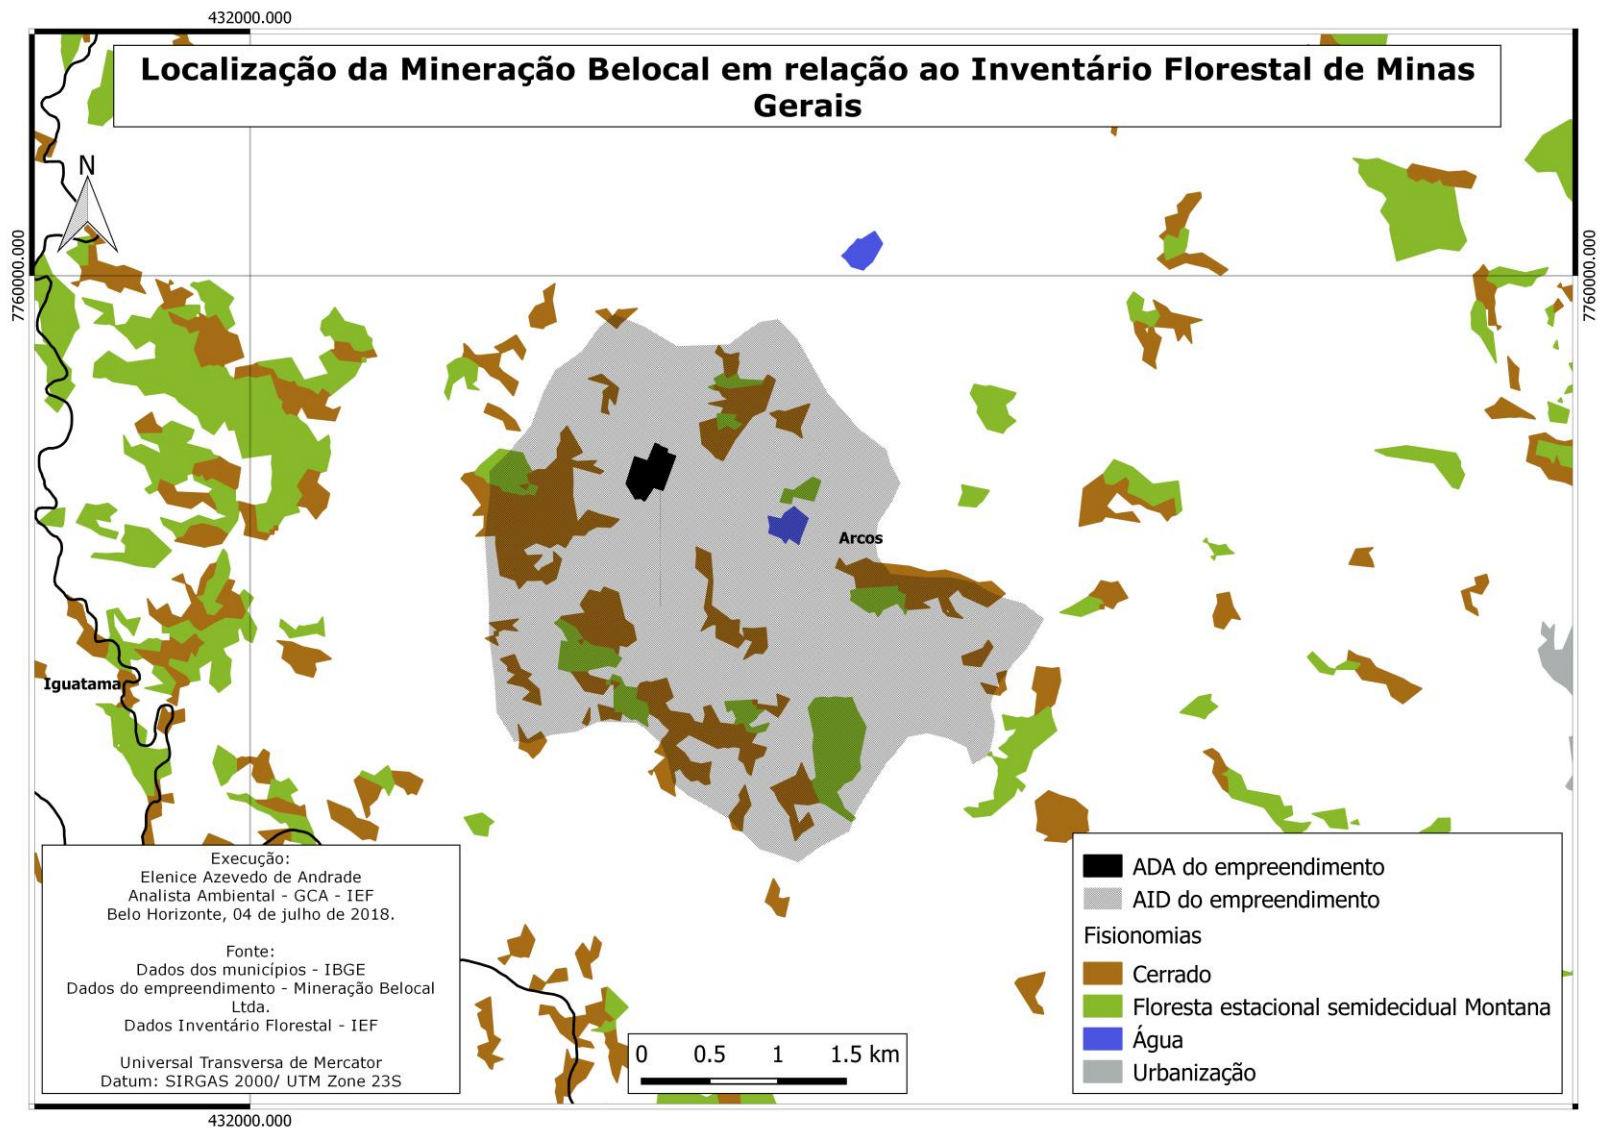 432000.000
Localização da Mineração Belocal em relação ao Inventário Florestal de Minas
Gerais
N
7760000.000
7760000.000
Arcos
Iguatama
Execução:
Elenice Azevedo de Andrade
Analista Ambiental - GCA - IEF
Belo Horizonte, 04 de julho de 2018.
Fonte:
Dados dos municípios - IBGE
Dados do empreendimento - Mineração Belocal
Ltda.
Dados Inventário Florestal - IEF
Universal Transversa de Mercator
Datum: SIRGAS 2000/ UTM Zone 23S
0 0.5 1 1.5 km
ADA do empreendimento
AID do empreendimento
Fisionomias
Cerrado
Floresta estacional semidecidual Montana
Água
Urbanização
432000.000